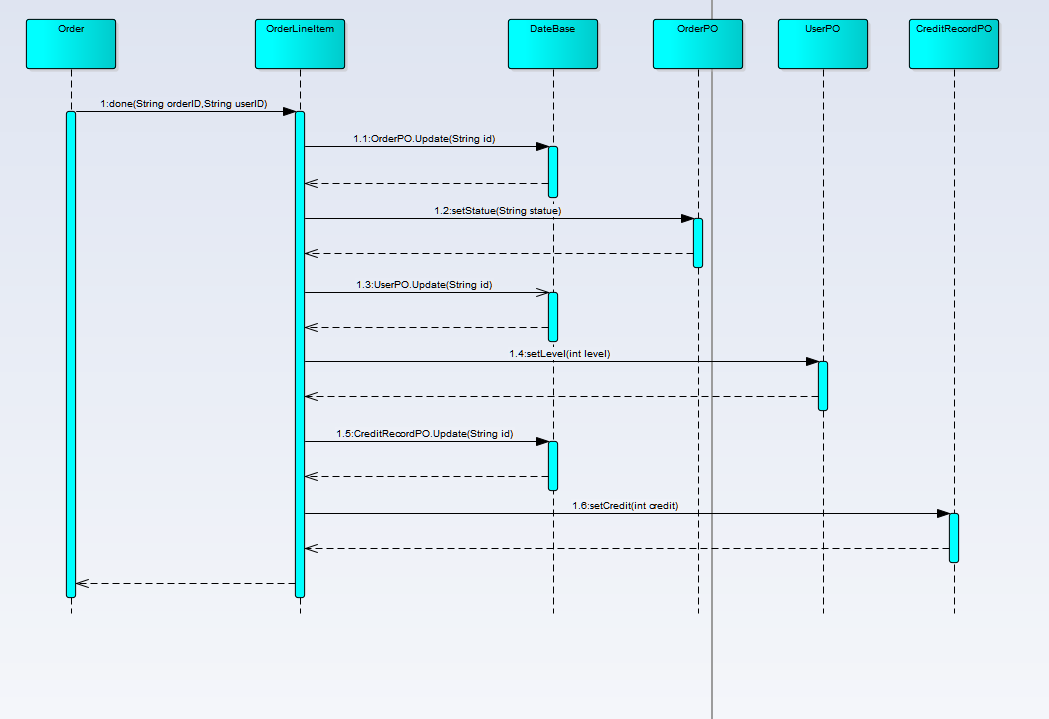 Order
OrderLineItem
DateBase
OrderPO
UserPO
CreditRecordPO
1:done(String orderID,String userID)
1.1:OrderPO.Update(String id)
1.2:setStatue(String statue)
1.3:UserPO.Update(String id)
1.4:setLevel(int level)
1.5:CreditRecordPO.Update(String id)
1.6:setCredit(int credit)